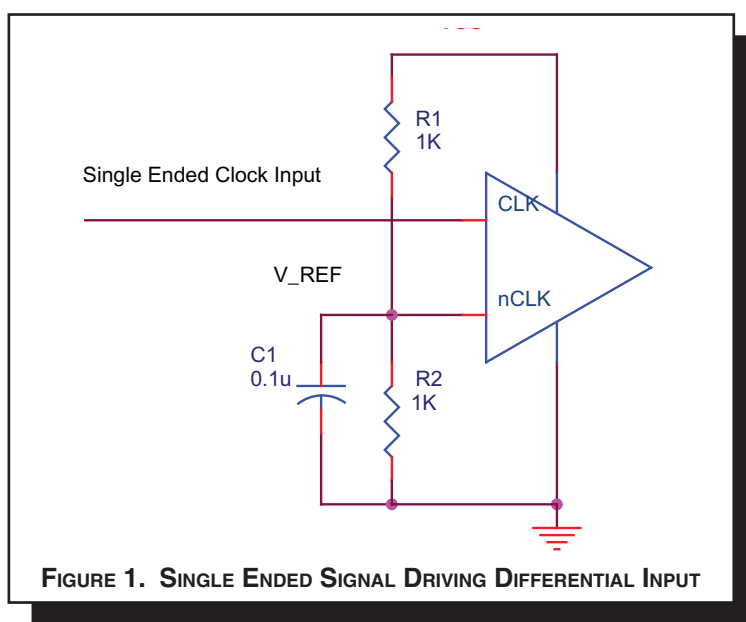 R1
1K
Single Ended Clock Input
CLK
V_REF
nCLK
C1
0.1u
R2
1K
FIGURE 1. SINGLE ENDED SIGNAL DRIVING DIFFERENTIAL INPUT